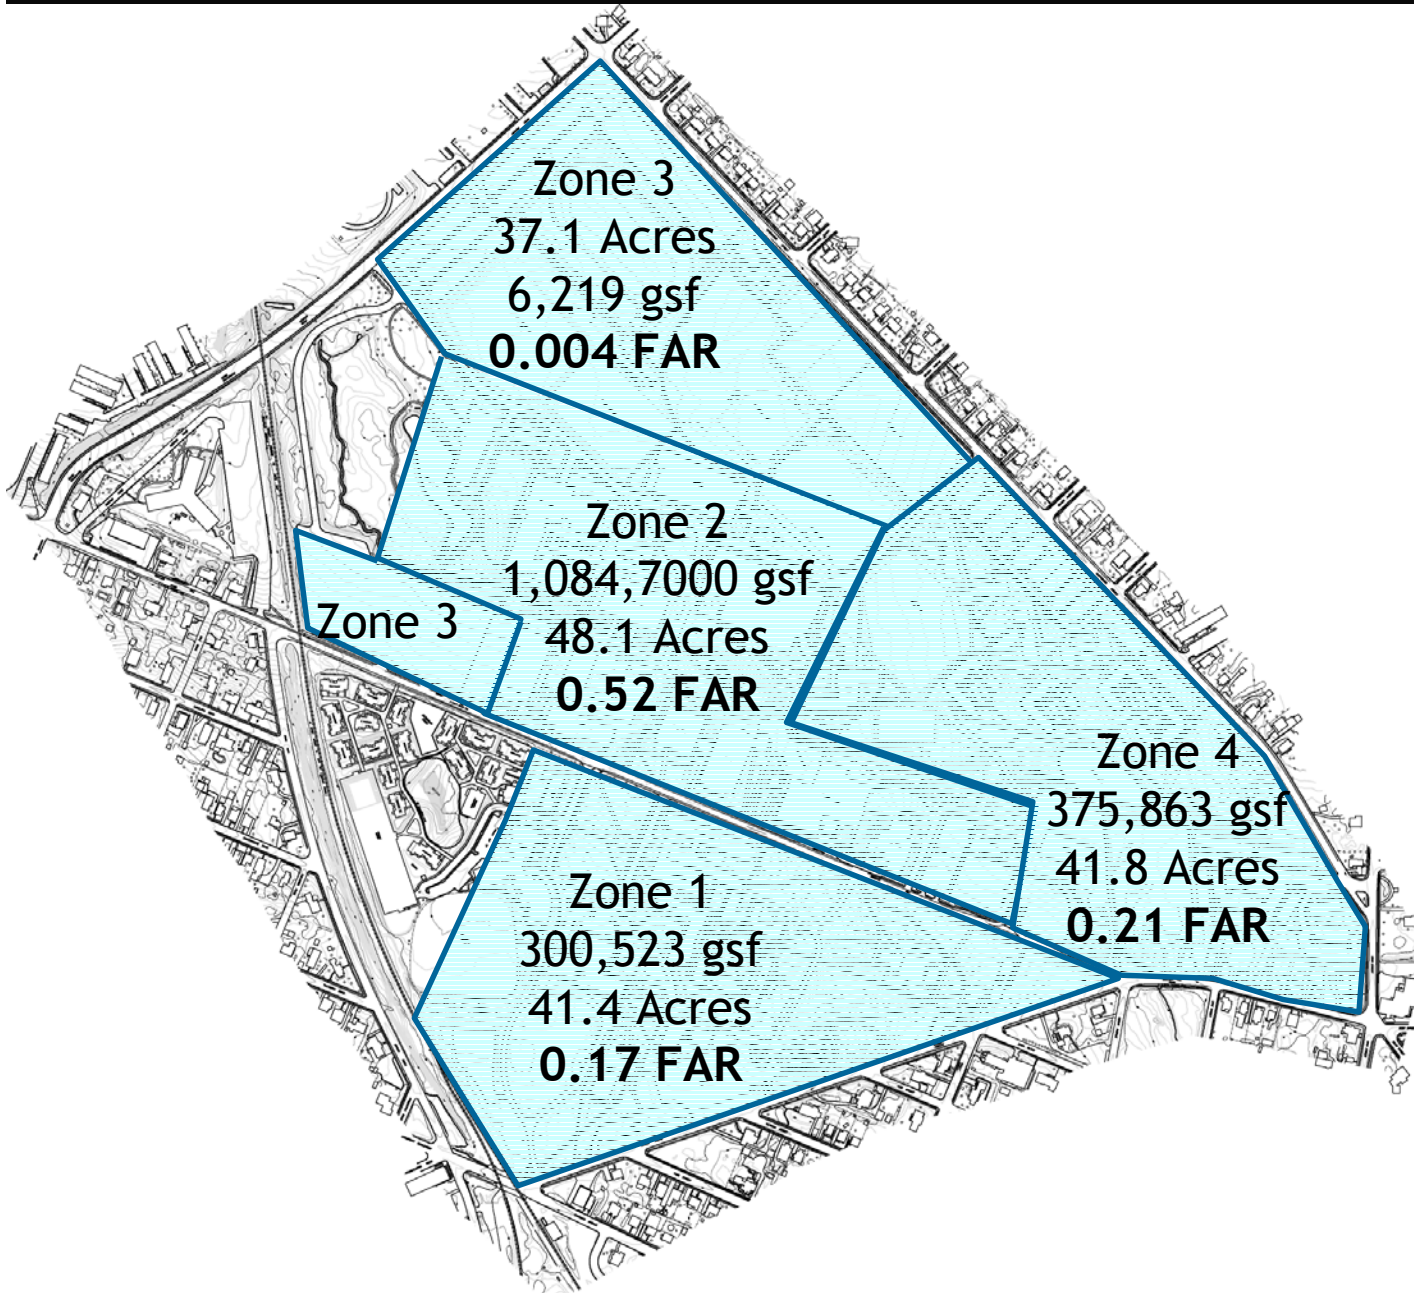 Zone 3
37.1 Acres
6,219 gsf
0.004 FAR
Zone 2
1,084,7000 gsf
48.1 Acres
0.52 FAR
Zone 3
Zone 4
375,863 gsf
41.8 Acres
0.21 FAR
Zone 1
300,523 gsf
41.4 Acres
0.17 FAR